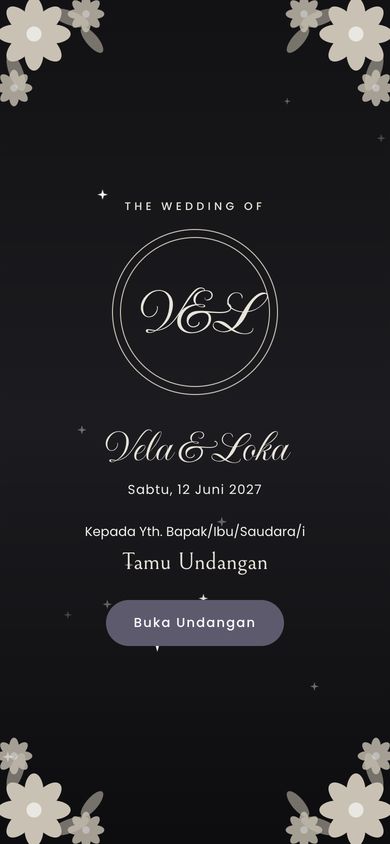 THE WEDDING OF
V&L
Vela & Loka
Sabtu, 12 Juni 2027
Kepada Yth. Bapak/Ibu/Saudara/i
Tamu Undangan
Buka Undangan